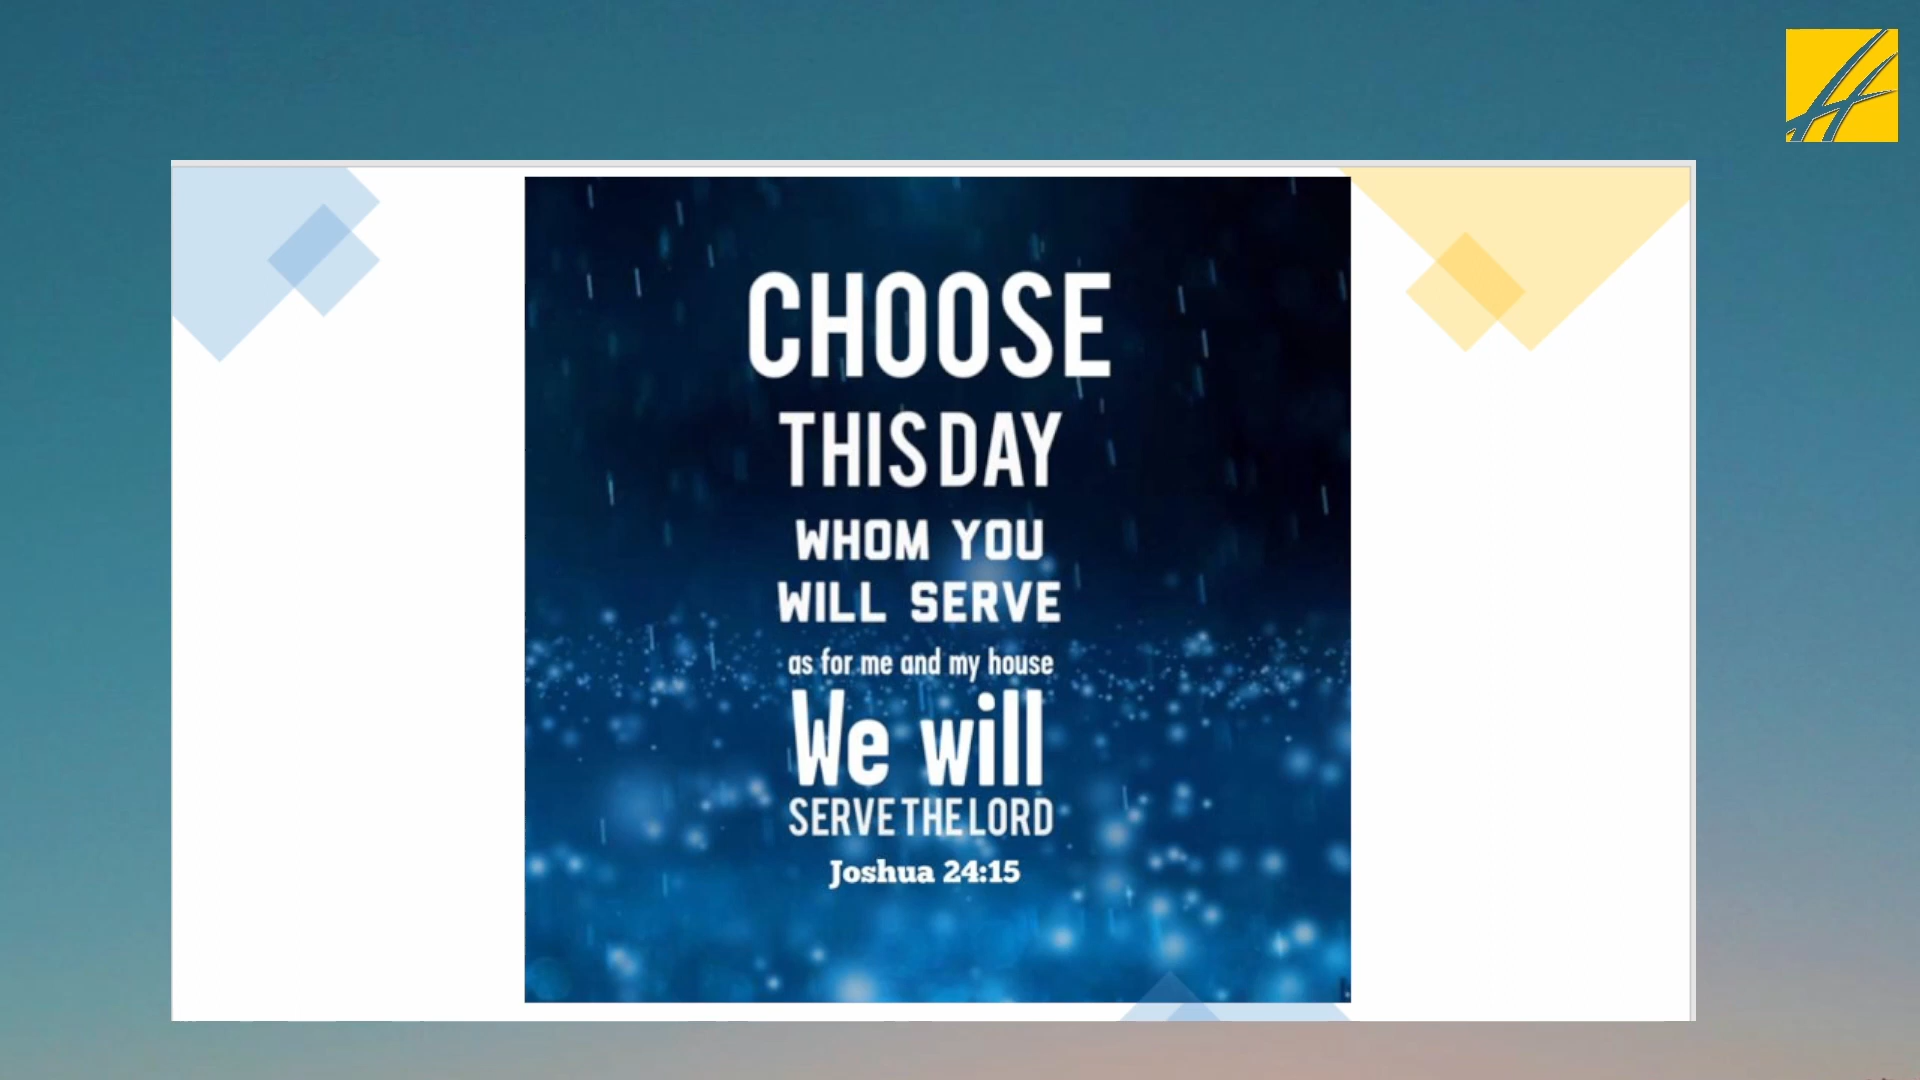 CHOOSE
THIS DAY
WHOM YOU
WILL SERVE
as for me and my house
We will
SERVE THE LORD
Joshua 24:15